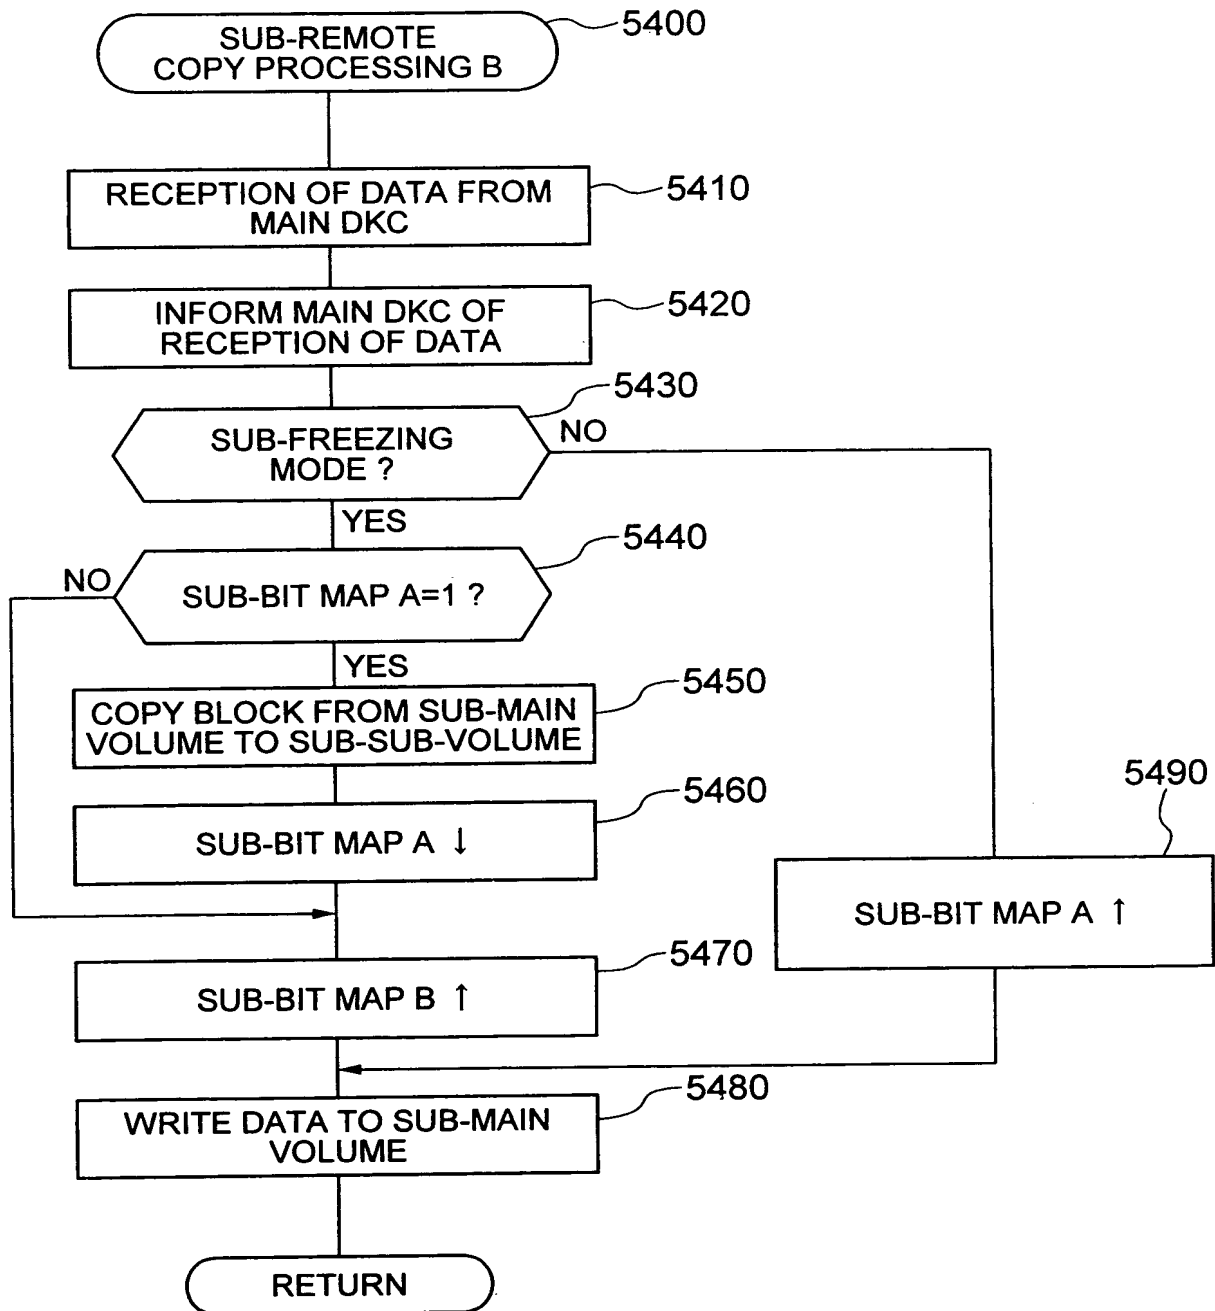 SUB-REMOTE
COPY PROCESSING B
5400
RECEPTION OF DATA FROM
MAIN DKC
5410
INFORM MAIN DKC OF
RECEPTION OF DATA
5420
SUB-FREEZING
MODE ?
5430
NO
YES
SUB-BIT MAP A=1 ?
5440
NO
YES
COPY BLOCK FROM SUB-MAIN
VOLUME TO SUB-SUB-VOLUME
5450
SUB-BIT MAP A ↓
5460
5490
SUB-BIT MAP A ↑
SUB-BIT MAP B ↑
5470
WRITE DATA TO SUB-MAIN
VOLUME
5480
RETURN